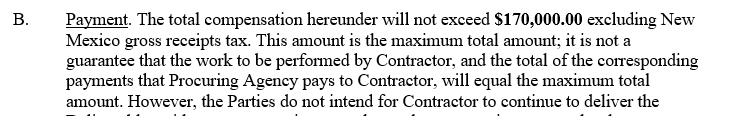 B. Payment. The total compensation hereunder will not exceed $170,000.00 excluding New
Mexico gross receipts tax. This amount is the maximum total amount; it is not a
guarantee that the work to be performed by Contractor, and the total of the corresponding
payments that Procuring Agency pays to Contractor, will equal the maximum total
amount. However, the Parties do not intend for Contractor to continue to deliver the